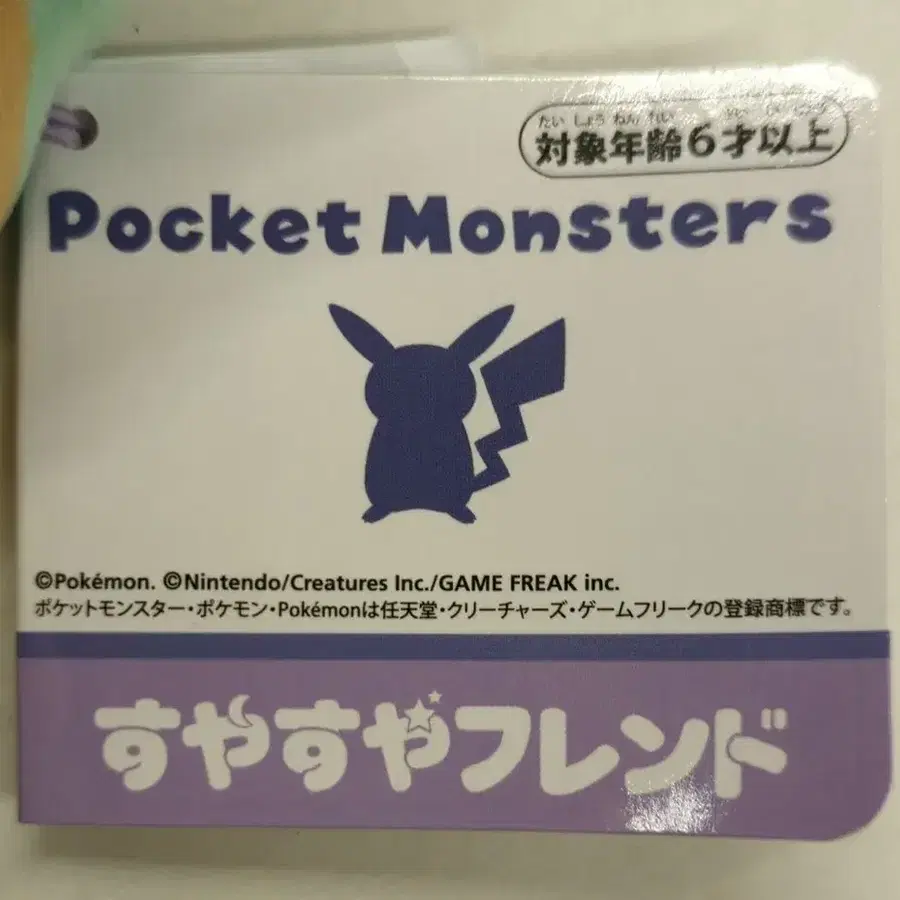 たいしょうねんれい
対象年齢6才以上
Pocket Monsters
©Pokémon. ©Nintendo/Creatures Inc./GAME FREAK inc.
ポケットモンスター・ポケモン・Pokémonは任天堂・クリーチャーズ・ゲームフリークの登録商標です。
すやすやフレンド